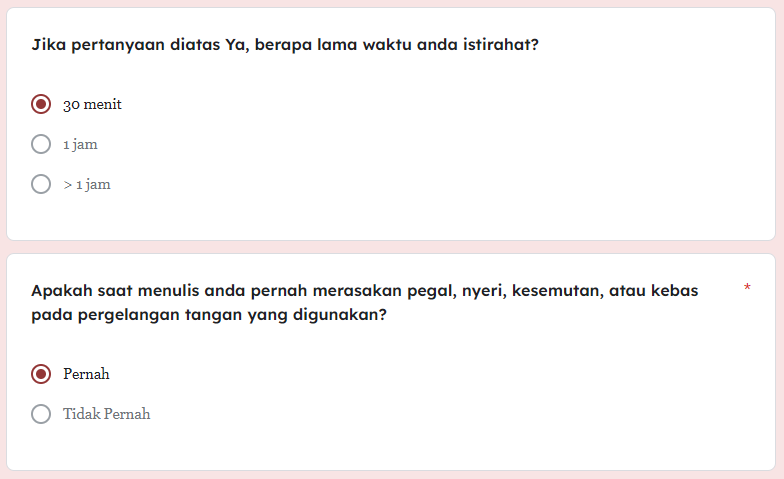 Jika pertanyaan diatas Ya, berapa lama waktu anda istirahat?
30 menit
1 jam
> 1 jam
Apakah saat menulis anda pernah merasakan pegal, nyeri, kesemutan, atau kebas *
pada pergelangan tangan yang digunakan?
Pernah
Tidak Pernah